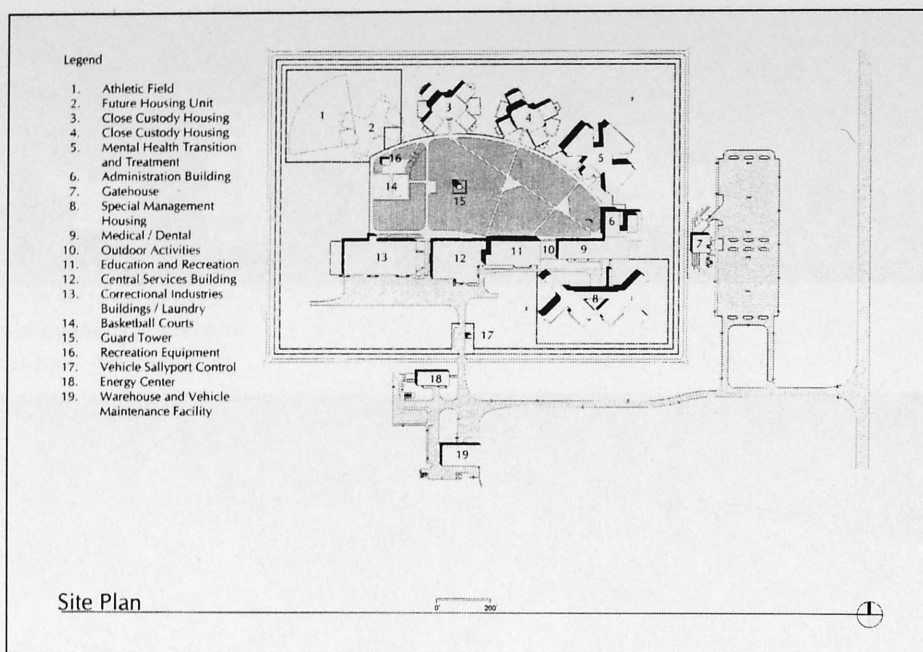 Legend
1. Athletic Field
2. Future Housing Unit
3. Close Custody Housing
4. Close Custody Housing
5. Mental Health Transition
and Treatment
6. Administration Building
7. Gatehouse
8. Special Management
Housing
9. Medical / Dental
10. Outdoor Activities
11. Education and Recreation
12. Central Services Building
13. Correctional Industries
Buildings / Laundry
14. Basketball Courts
15. Guard Tower
16. Recreation Equipment
17. Vehicle Sallyport Control
18. Energy Center
19. Warehouse and Vehicle
Maintenance Facility
1
2
3
4
5
16
14
15
6
7
13
12
11
10
9
8
17
18
19
Site Plan
0' 200'